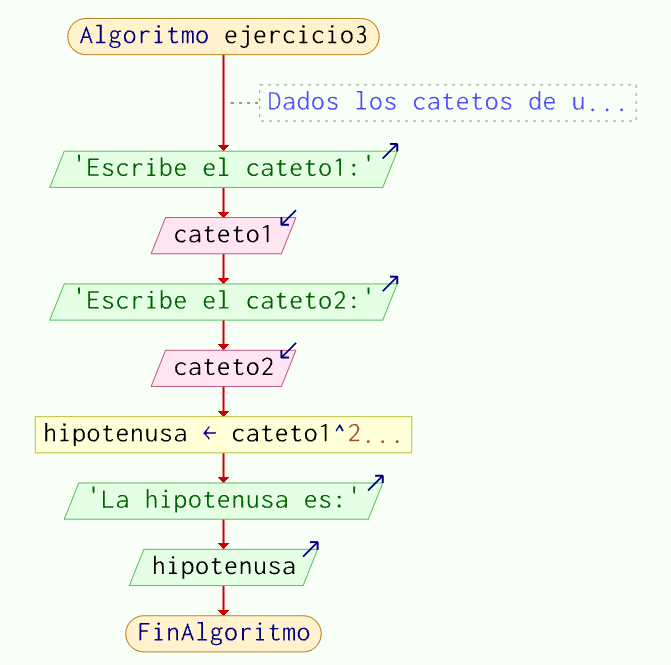 Algoritmo ejercicio3
Dados los catetos de u...
'Escribe el cateto1:'
cateto1
'Escribe el cateto2:'
cateto2
hipotenusa ← cateto1^2...
'La hipotenusa es:'
hipotenusa
FinAlgoritmo